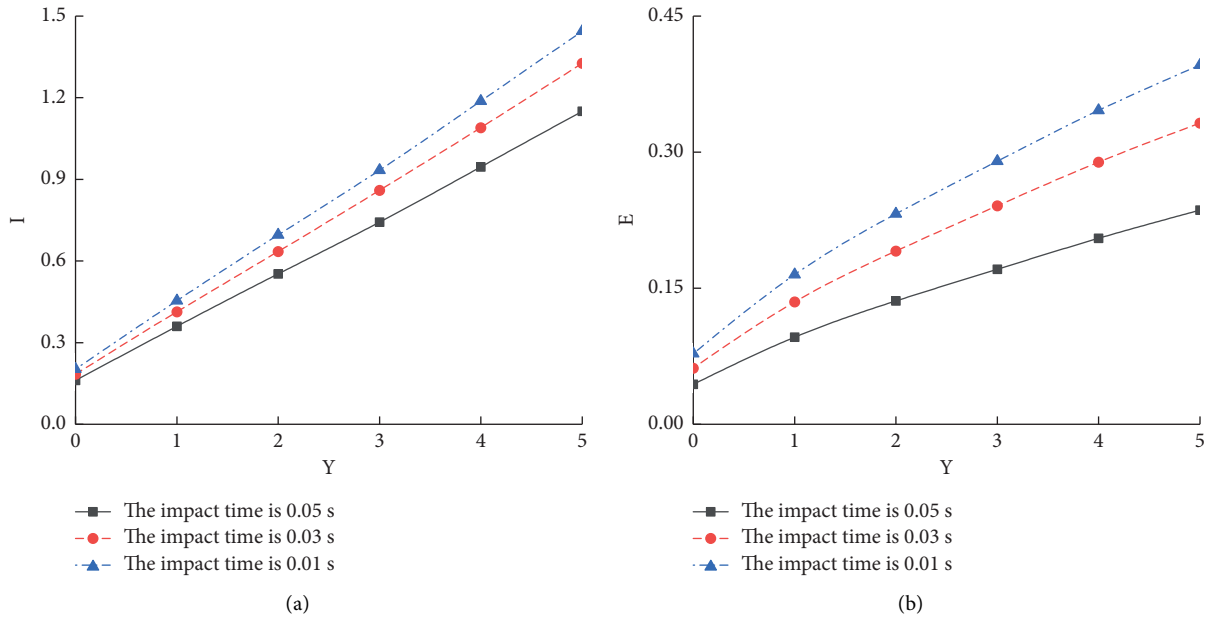 1.5
1.2
0.9
0.6
0.3
0.0
I
0 1 2 3 4 5
Y
The impact time is 0.05 s
The impact time is 0.03 s
The impact time is 0.01 s
(a)
0.45
0.30
0.15
0.00
E
0 1 2 3 4 5
Y
The impact time is 0.05 s
The impact time is 0.03 s
The impact time is 0.01 s
(b)